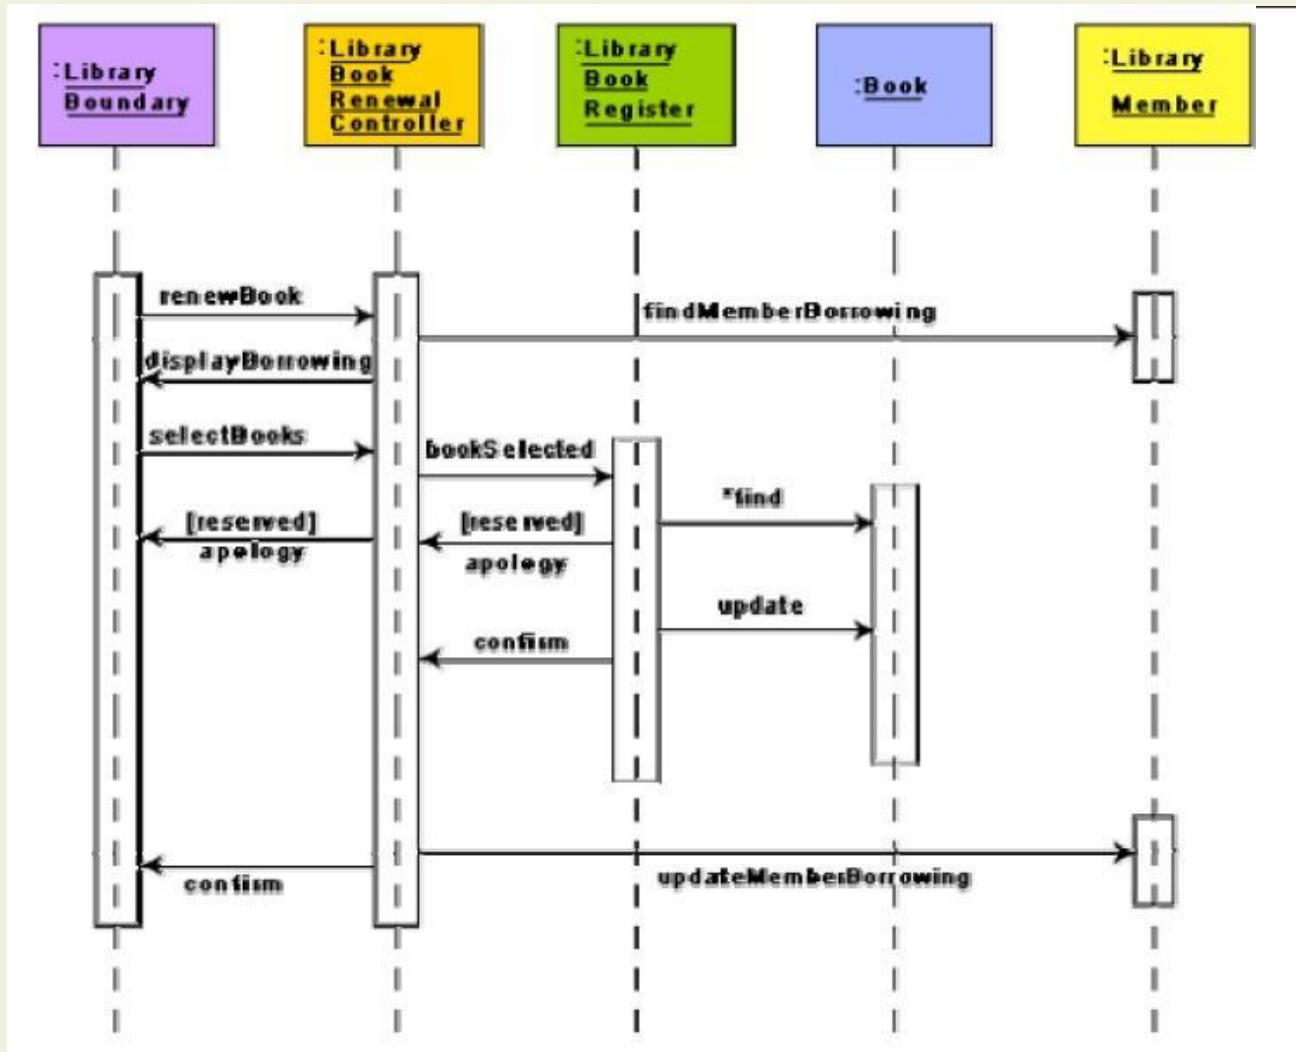 :Library
Boundary
:Library
Book
Renewal
Controller
:Library
Book
Register
:Book
:Library
Member
renewBook
findMemberBorrowing
displayBorrowing
selectBooks
bookSelected
*find
[reserved]
apology
[reserved]
apology
update
confirm
updateMemberBorrowing
confirm